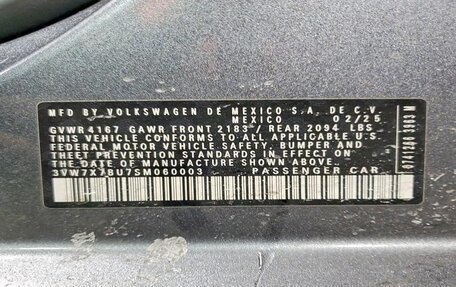 MFD BY VOLKSWAGEN DE MEXICO S.A. DE C.V.
MEXICO 02/25
GVWR 4167 GAWR FRONT 2183 / REAR 2094 LBS
THIS VEHICLE CONFORMS TO ALL APPLICABLE U.S.
FEDERAL MOTOR VEHICLE SAFETY, BUMPER AND
THEFT PREVENTION STANDARDS IN EFFECT ON
THE DATE OF MANUFACTURE SHOWN ABOVE.
3VW7X7BU7SM060003 PASSENGER CAR